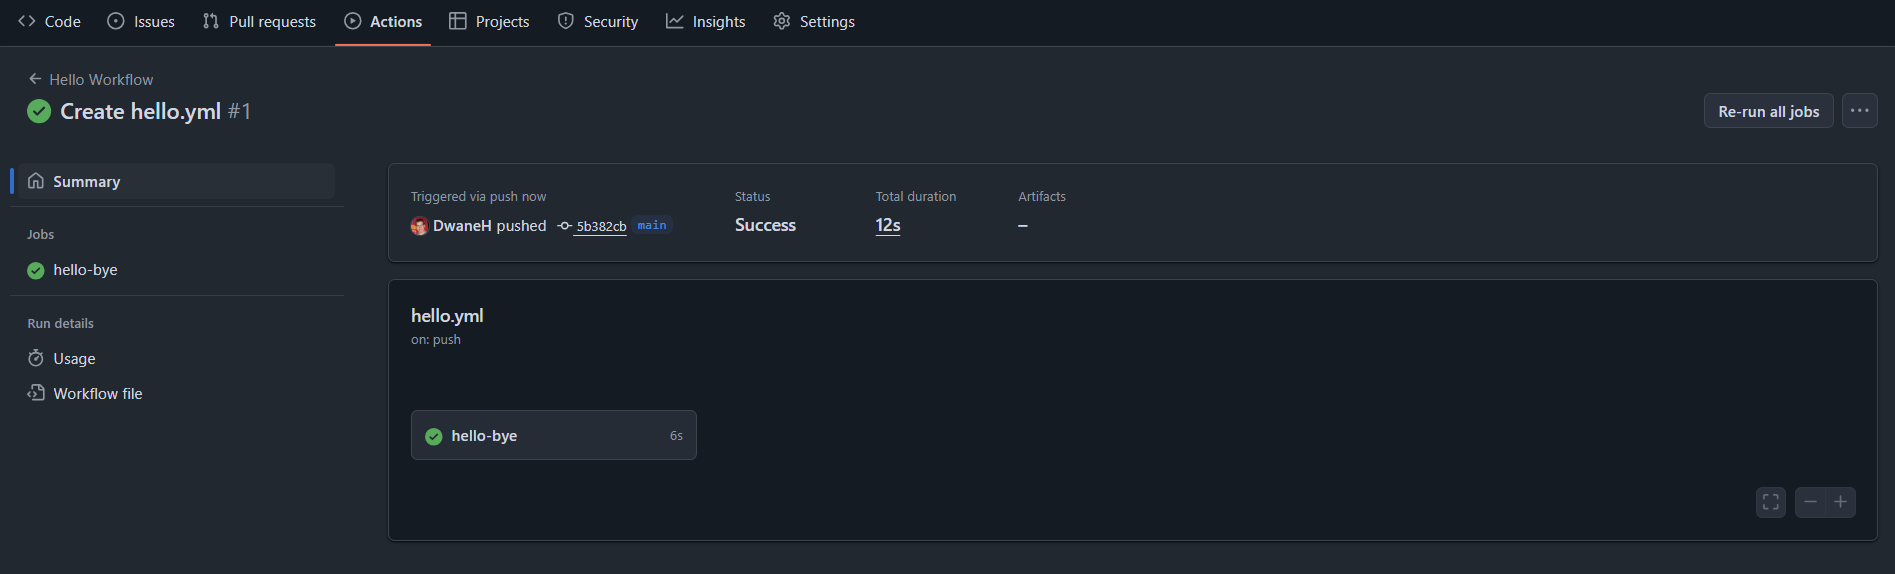 Code Issues Pull requests Actions Projects Security Insights Settings
Hello Workflow
Create hello.yml #1
Re-run all jobs
Summary
Jobs
hello-bye
Run details
Usage
Workflow file
Triggered via push now
DwaneH pushed 5b382cb main
Status
Success
Total duration
12s
Artifacts
–
hello.yml
on: push
hello-bye 6s